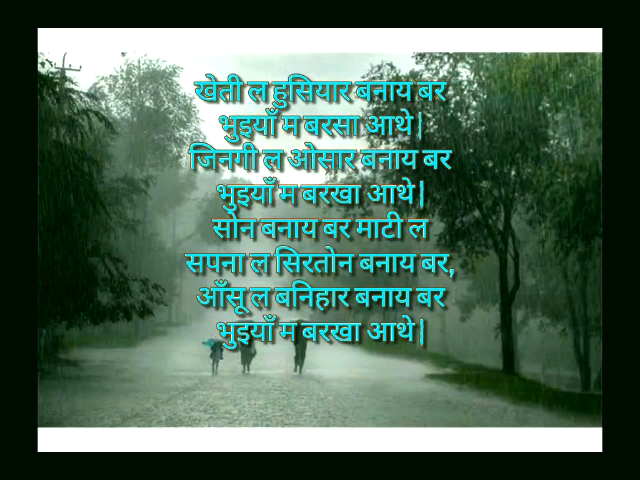 खेती ल हुसियार बनाय बर
भुइयाँ म बरसा आथे|
जिनगी ल ओसार बनाय बर
भुइयाँ म बरखा आथे|
सोन बनाय बर माटी ल
सपना ल सिरतोन बनाय बर,
आँसू ल बनिहार बनाय बर
भुइयाँ म बरखा आथे|